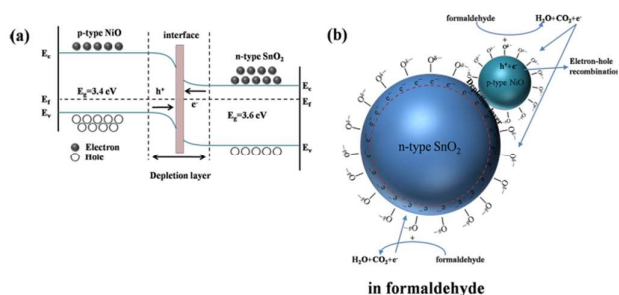 (a)
p-type NiO
interface
n-type SnO2
Ec
Ec
Eg=3.4 eV
h+
Ef
Ef
e-
Eg=3.6 eV
Ev
Ev
Electron
Hole
Depletion layer
(b)
formaldehyde
H2O+CO2+e-
+
h+ e-
p-type NiO
Eletron-hole
recombination
n-type SnO2
+
H2O+CO2+e-
formaldehyde
in formaldehyde